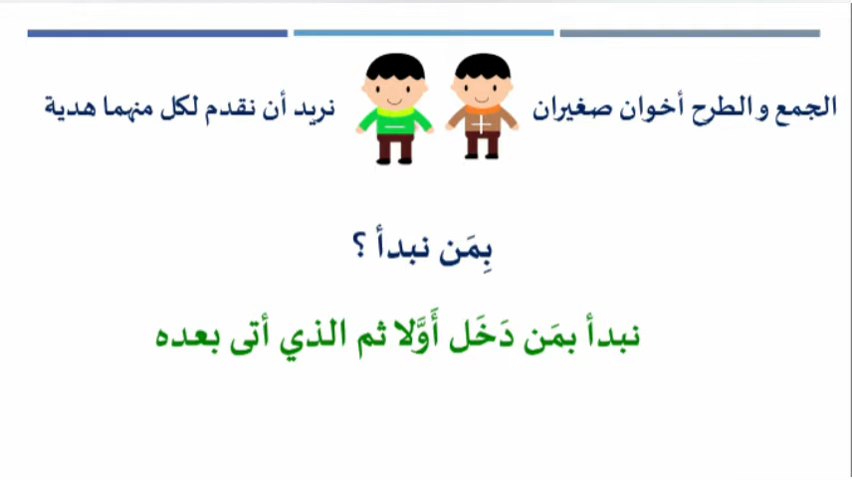 الجمع والطرح أخوان صغيران + − نريد أن نقدم لكل منهما هدية
بِمَن نبدأ ؟
نبدأ بمَن دَخَل أَوَّلا ثم الذي أتى بعده